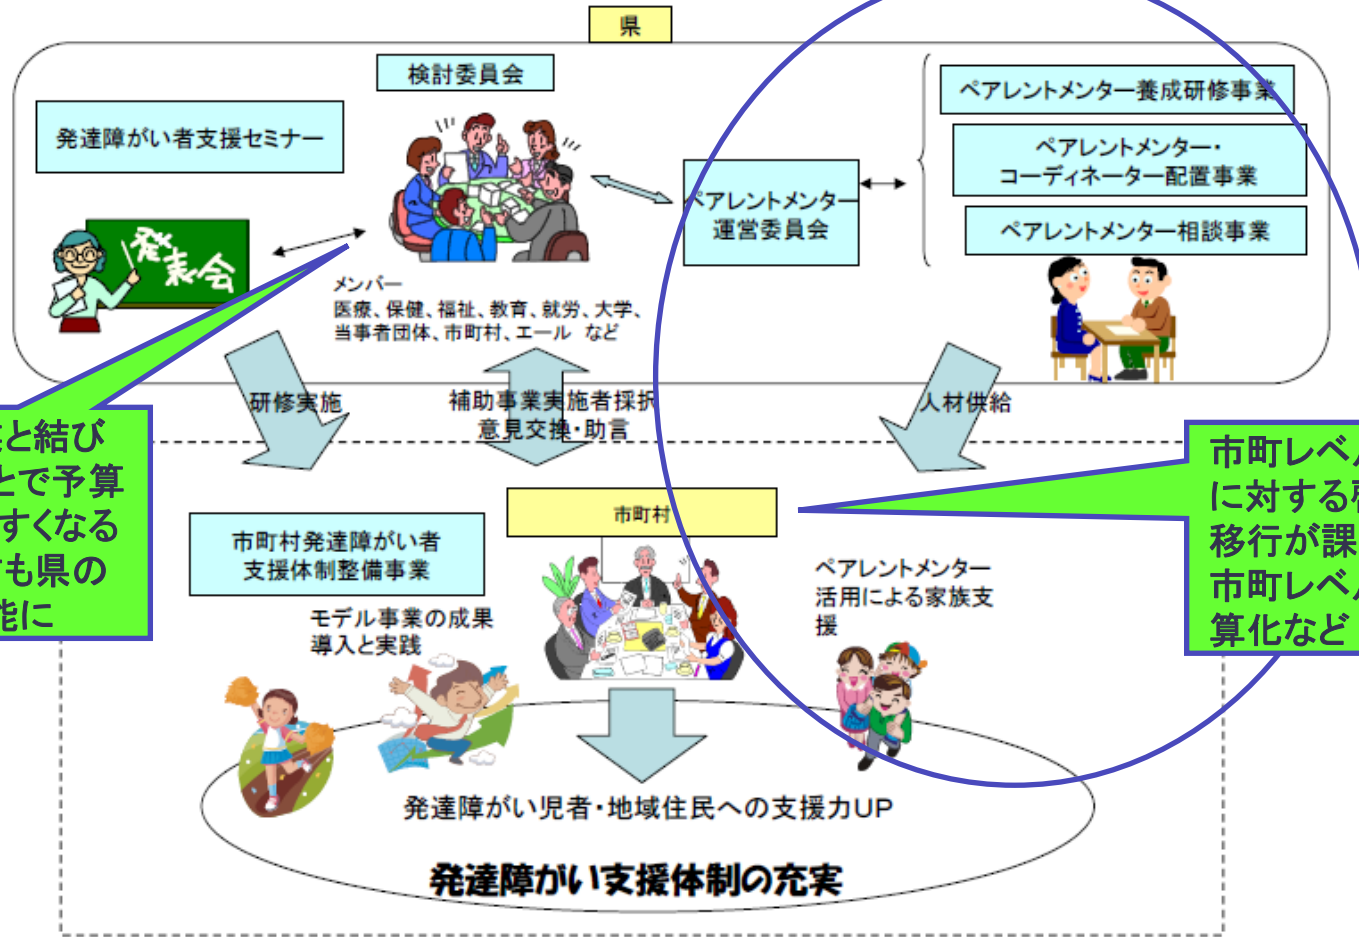 県
検討委員会
発達障がい者支援セミナー
発表会
メンバー
医療、保健、福祉、教育、就労、大学、
当事者団体、市町村、エール など
ペアレントメンター
運営委員会
ペアレントメンター養成研修事業
ペアレントメンター・
コーディネーター配置事業
ペアレントメンター相談事業
研修実施
補助事業実施者採択
意見交換・助言
人材供給
と結び
とで予算
すくなる
も県の
能に
市町レベル
に対する
移行が課
市町レベル
算化など
市町村
市町村発達障がい者
支援体制整備事業
モデル事業の成果
導入と実践
ペアレントメンター
活用による家族支
援
発達障がい児者・地域住民への支援力UP
発達障がい支援体制の充実